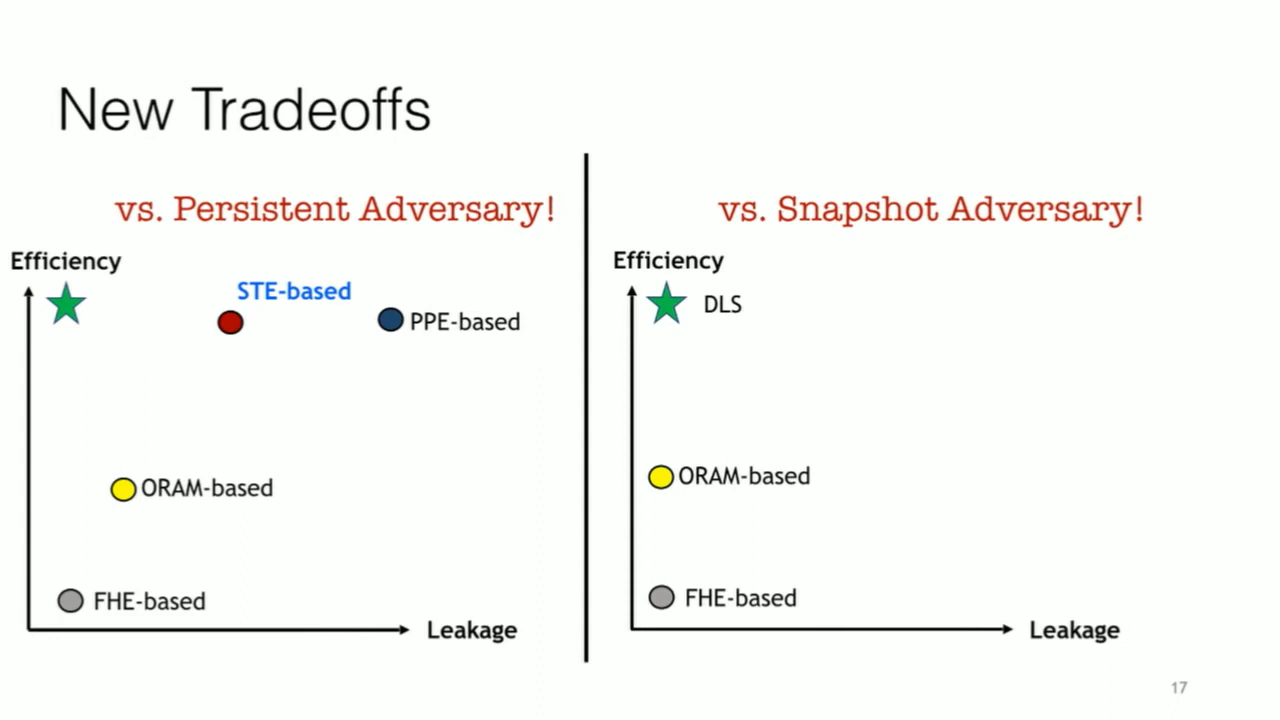 New Tradeoffs
vs. Persistent Adversary!
Efficiency
STE-based
PPE-based
ORAM-based
FHE-based
Leakage
vs. Snapshot Adversary!
Efficiency
DLS
ORAM-based
FHE-based
Leakage
17